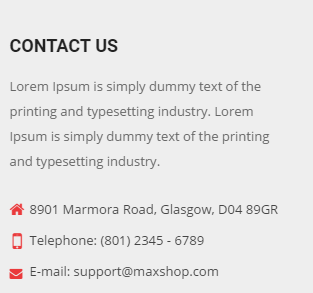 CONTACT US
Lorem Ipsum is simply dummy text of the
printing and typesetting industry. Lorem
Ipsum is simply dummy text of the printing
and typesetting industry.
8901 Marmora Road, Glasgow, D04 89GR
Telephone: (801) 2345 - 6789
E-mail: support@maxshop.com